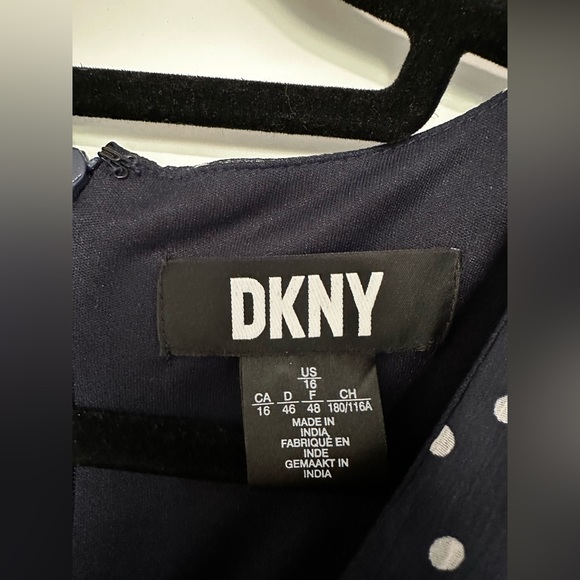 DKNY
US
16
CA D F CH
16 46 48 180/116A
MADE IN
INDIA
FABRIQUÉ EN
INDE
GEMAAKT IN
INDIA